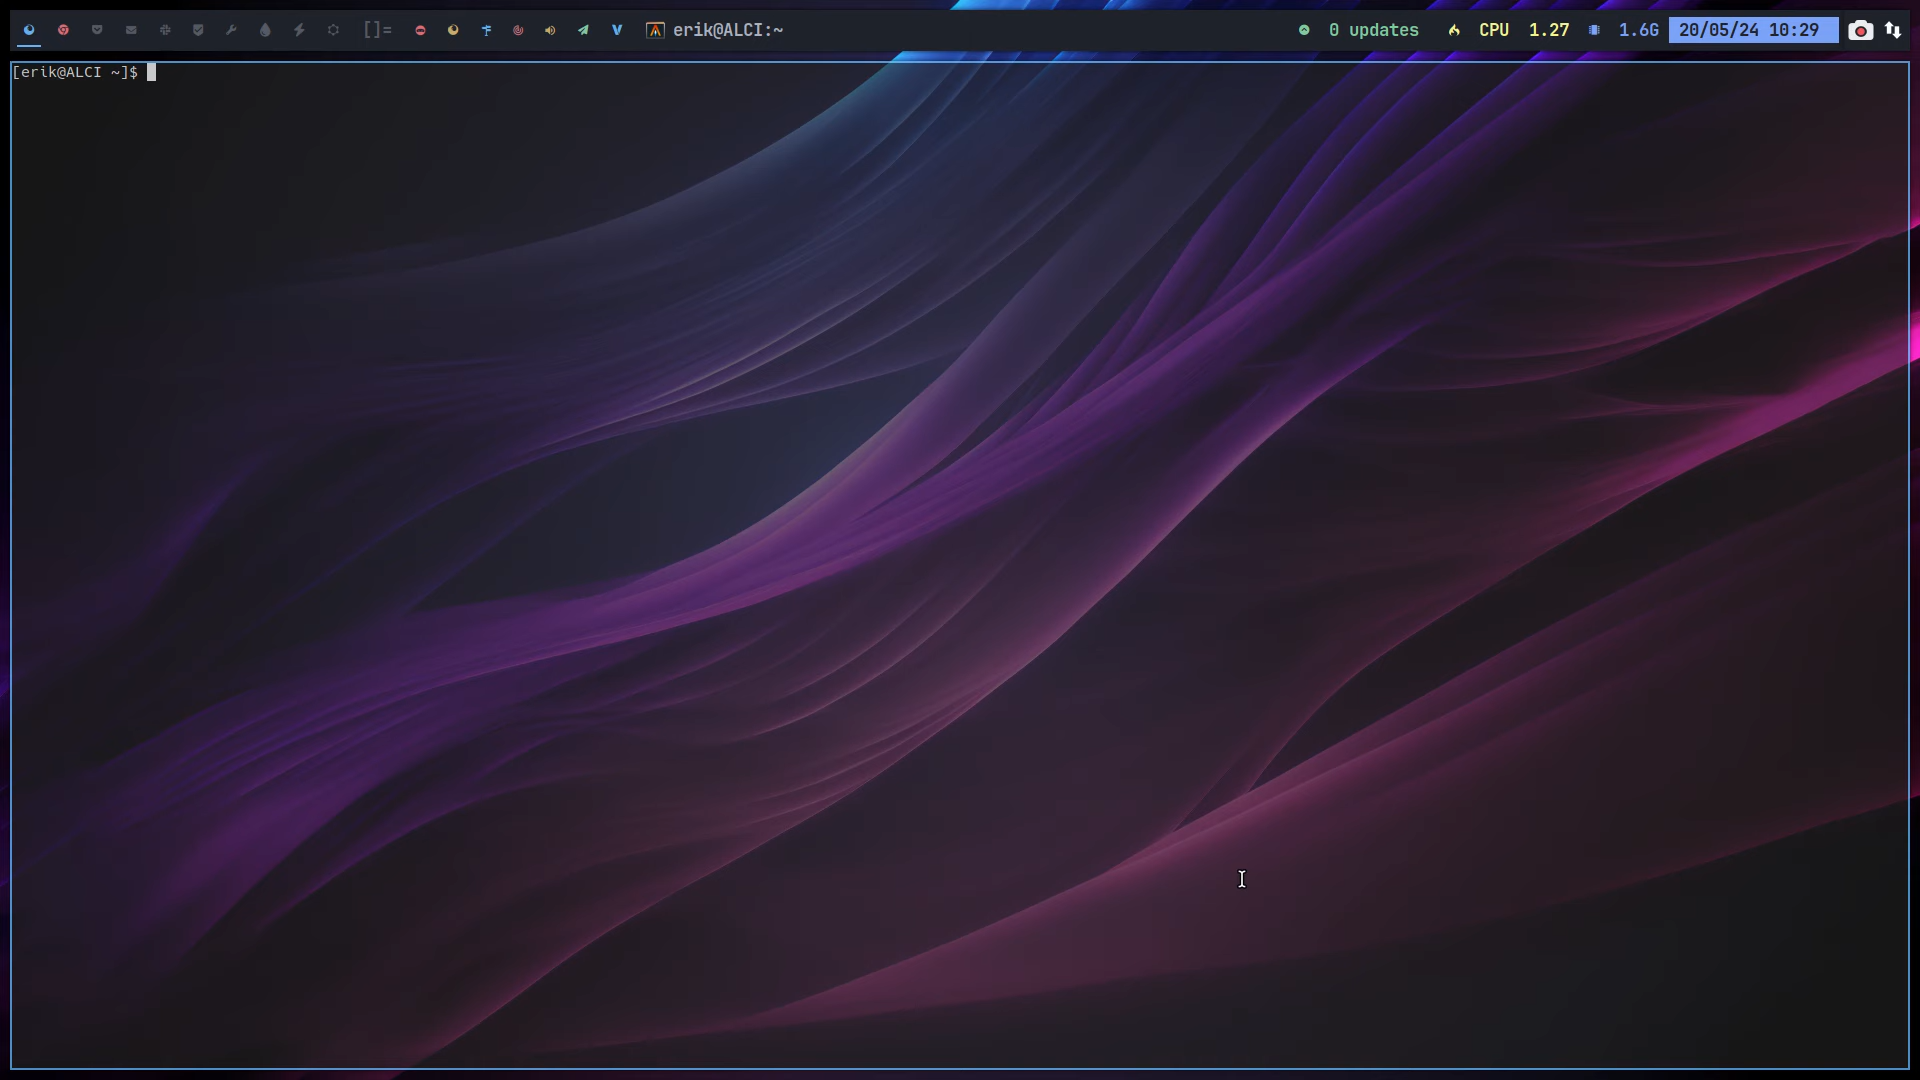 []= erik@ALCI:~ 0 updates CPU 1.27 1.6G 20/05/24 10:29
[erik@ALCI ~]$